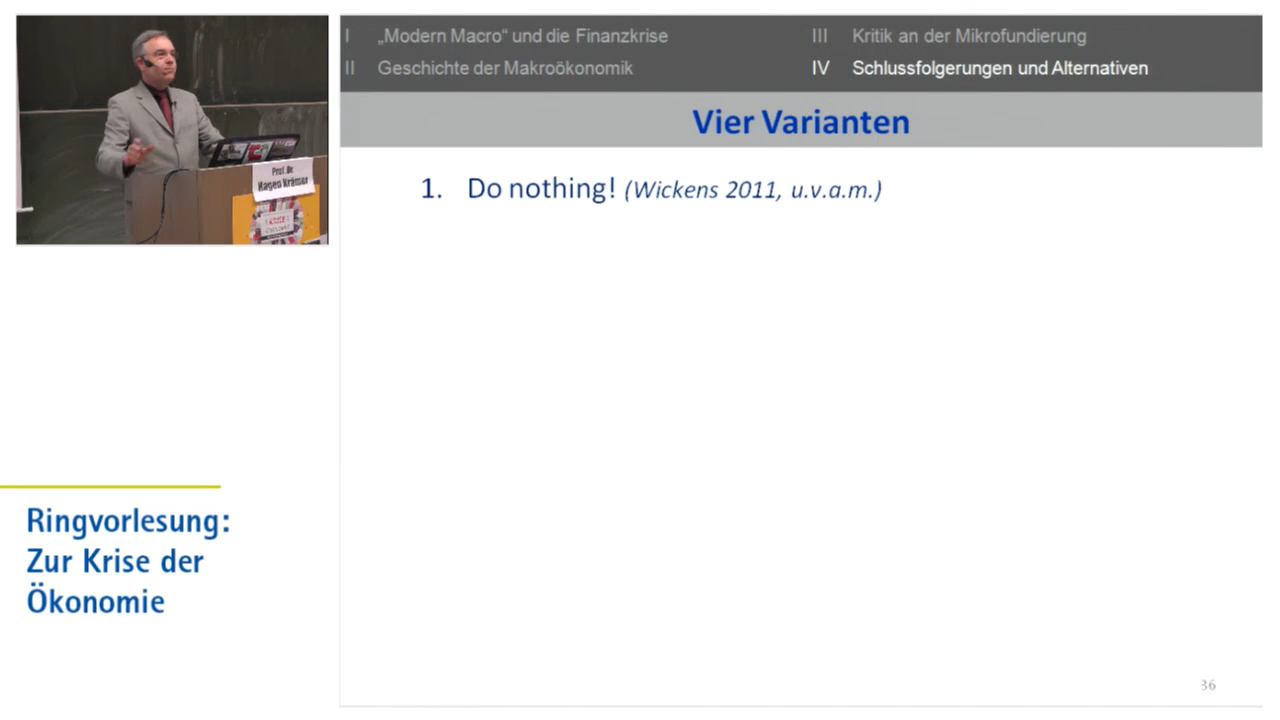 I „Modern Macro“ und die Finanzkrise
II Geschichte der Makroökonomik
III Kritik an der Mikrofundierung
IV Schlussfolgerungen und Alternativen
Vier Varianten
1. Do nothing! (Wickens 2011, u.v.a.m.)
Prof. Dr.
Hagen Krämer
Ringvorlesung:
Zur Krise der
Ökonomie
36